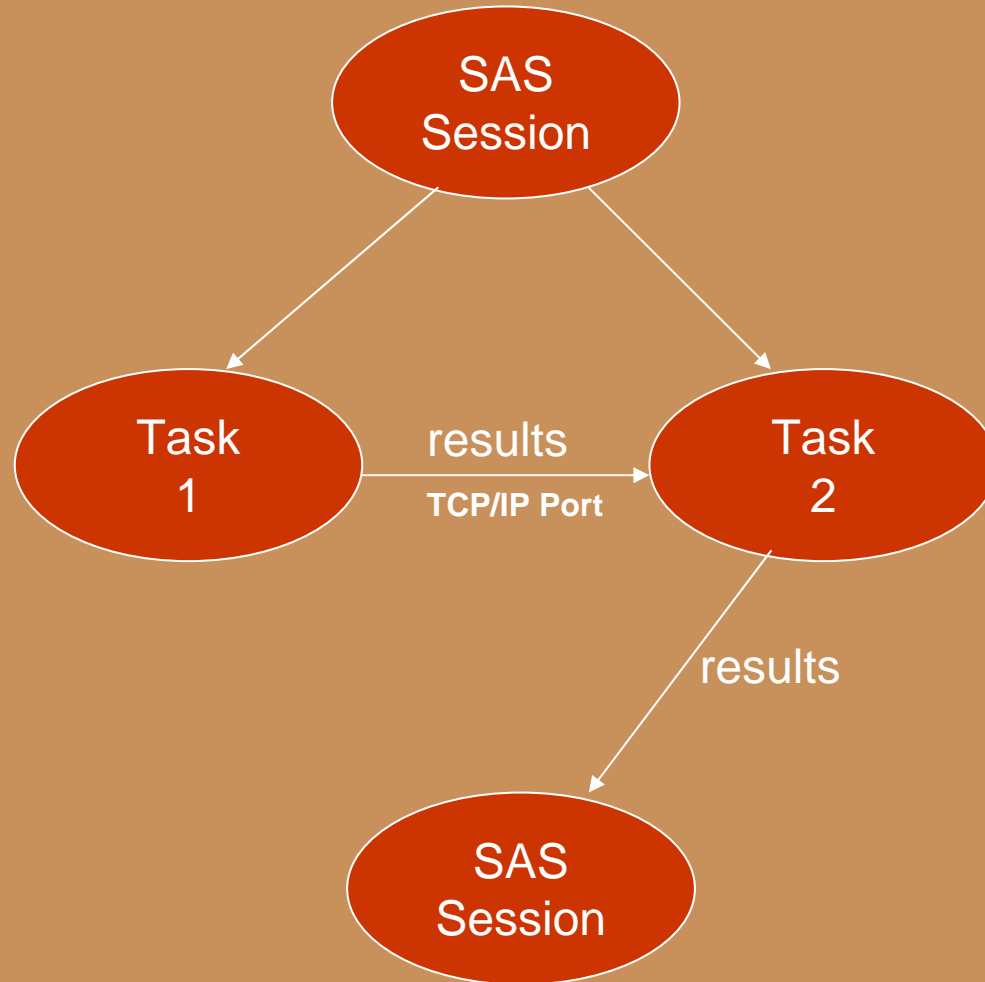 SAS
Session
Task
1
results
TCP/IP Port
Task
2
results
SAS
Session